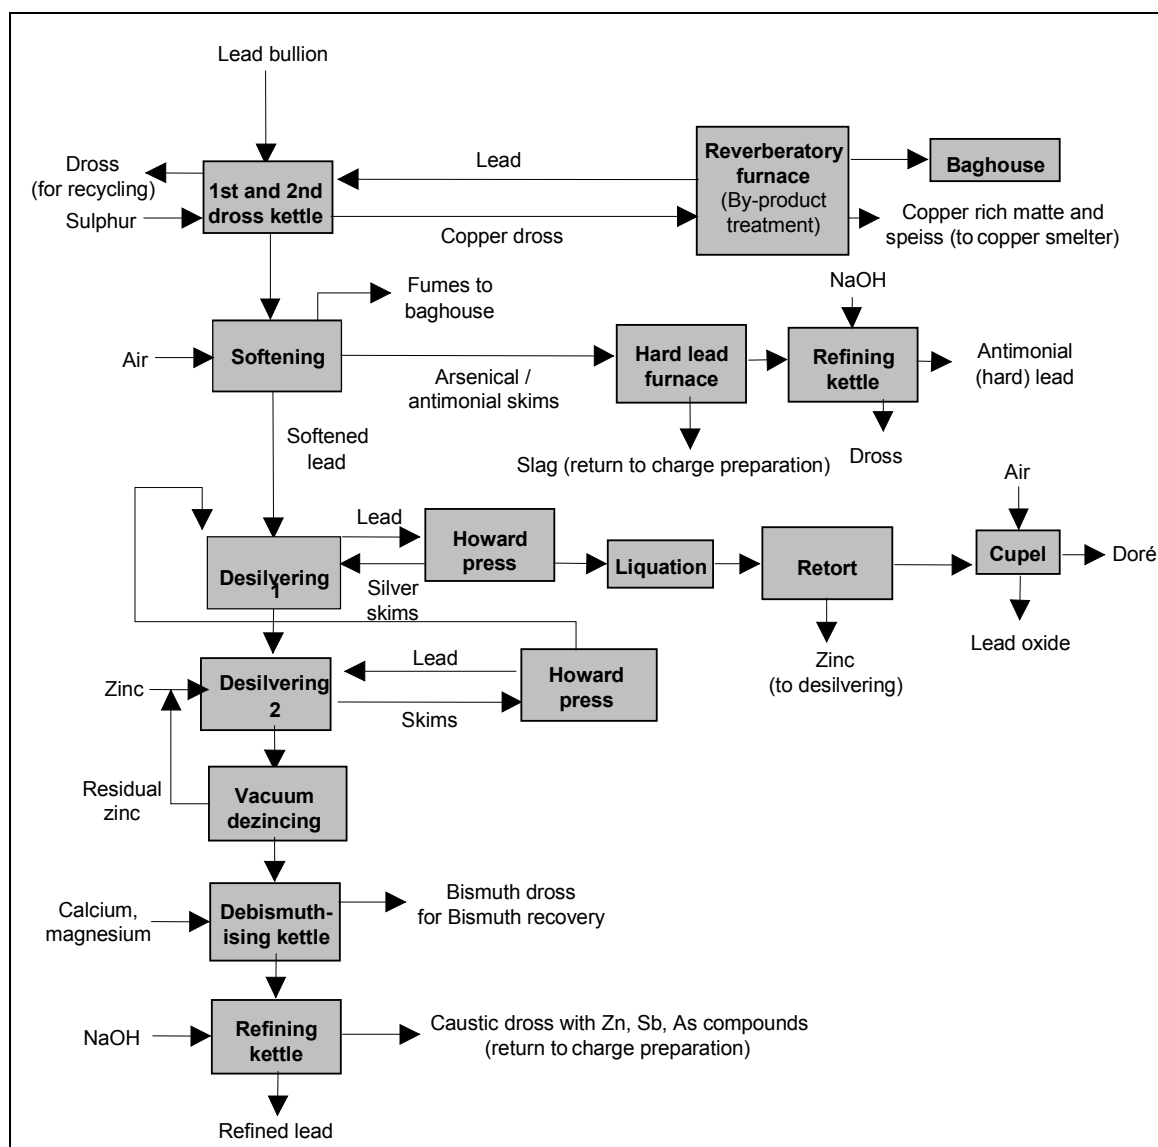 Lead bullion
Dross
(for recycling)
Sulphur
1st and 2nd
dross kettle
Lead
Copper dross
Reverberatory
furnace
(By-product
treatment)
Baghouse
Copper rich matte and
speiss (to copper smelter)
Fumes to
baghouse
NaOH
Air
Softening
Arsenical /
antimonial skims
Hard lead
furnace
Refining
kettle
Antimonial
(hard) lead
Softened
lead
Slag (return to charge preparation)
Dross
Air
Desilvering
1
Lead
Silver
skims
Howard
press
Liquation
Retort
Cupel
Doré
Zinc
(to desilvering)
Lead oxide
Zinc
Desilvering
2
Lead
Skims
Howard
press
Residual
zinc
Vacuum
dezincing
Calcium,
magnesium
Debismuth-
ising kettle
Bismuth dross
for Bismuth recovery
NaOH
Refining
kettle
Caustic dross with Zn, Sb, As compounds
(return to charge preparation)
Refined lead